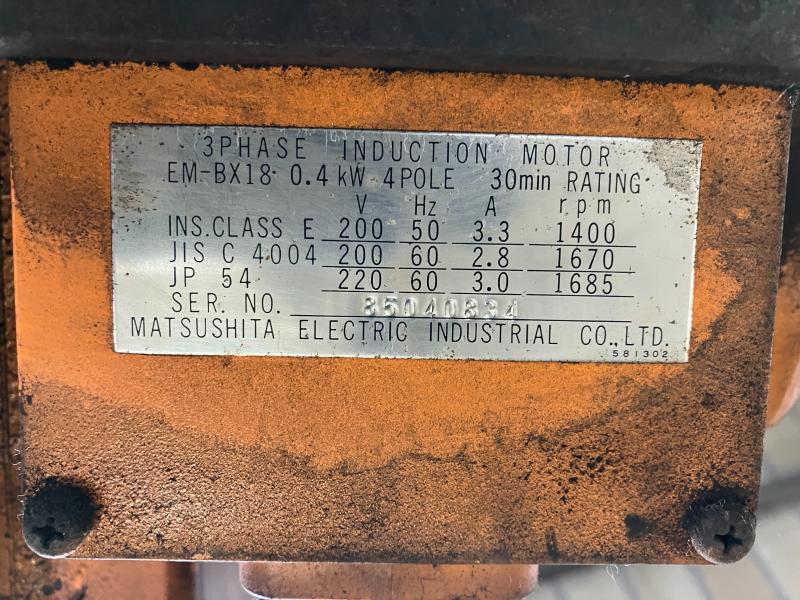 3PHASE INDUCTION MOTOR
EM-BX18 0.4kW 4POLE 30min RATING
V Hz A rpm
INS.CLASS E 200 50 3.3 1400
JIS C 4004 200 60 2.8 1670
JP 54 220 60 3.0 1685
SER. NO. 85040834
MATSUSHITA ELECTRIC INDUSTRIAL CO.,LTD.
581302